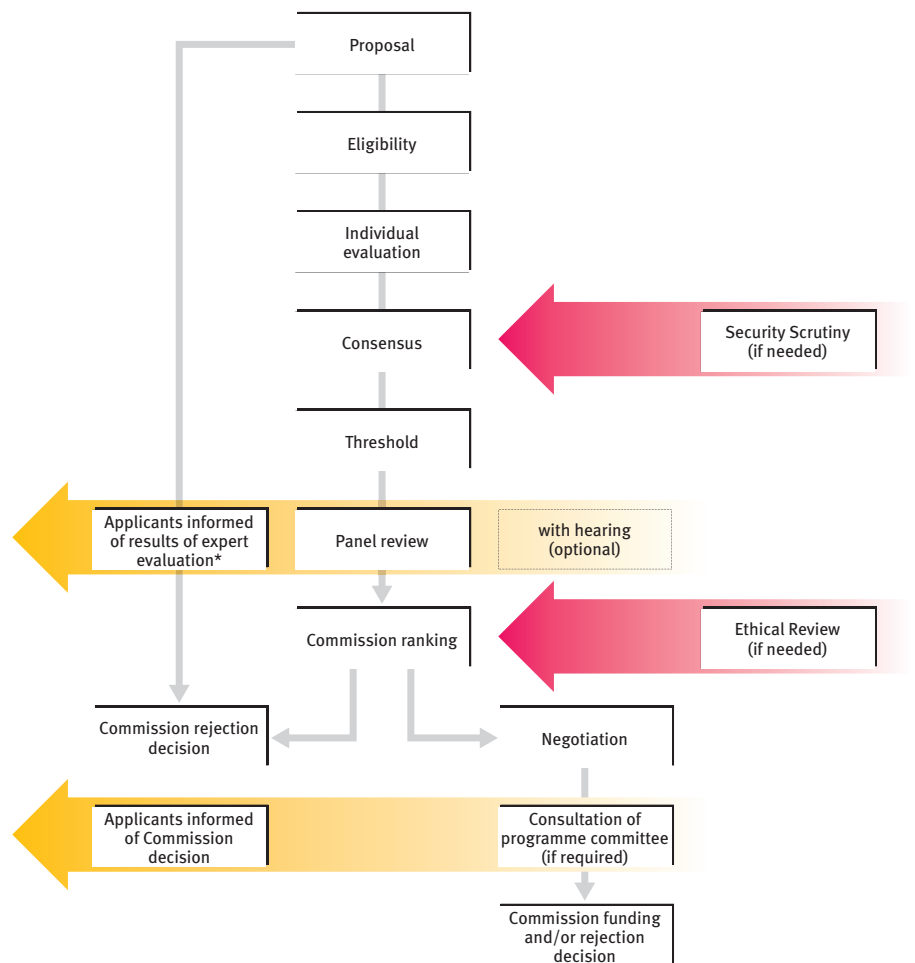 Proposal
Eligibility
Individual
evaluation
Consensus
Security Scrutiny
(if needed)
Threshold
Applicants informed
of results of expert
evaluation*
Panel review
with hearing
(optional)
Commission ranking
Ethical Review
(if needed)
Commission rejection
decision
Negotiation
Applicants informed
of Commission
decision
Consultation of
programme committee
(if required)
Commission funding
and/or rejection
decision